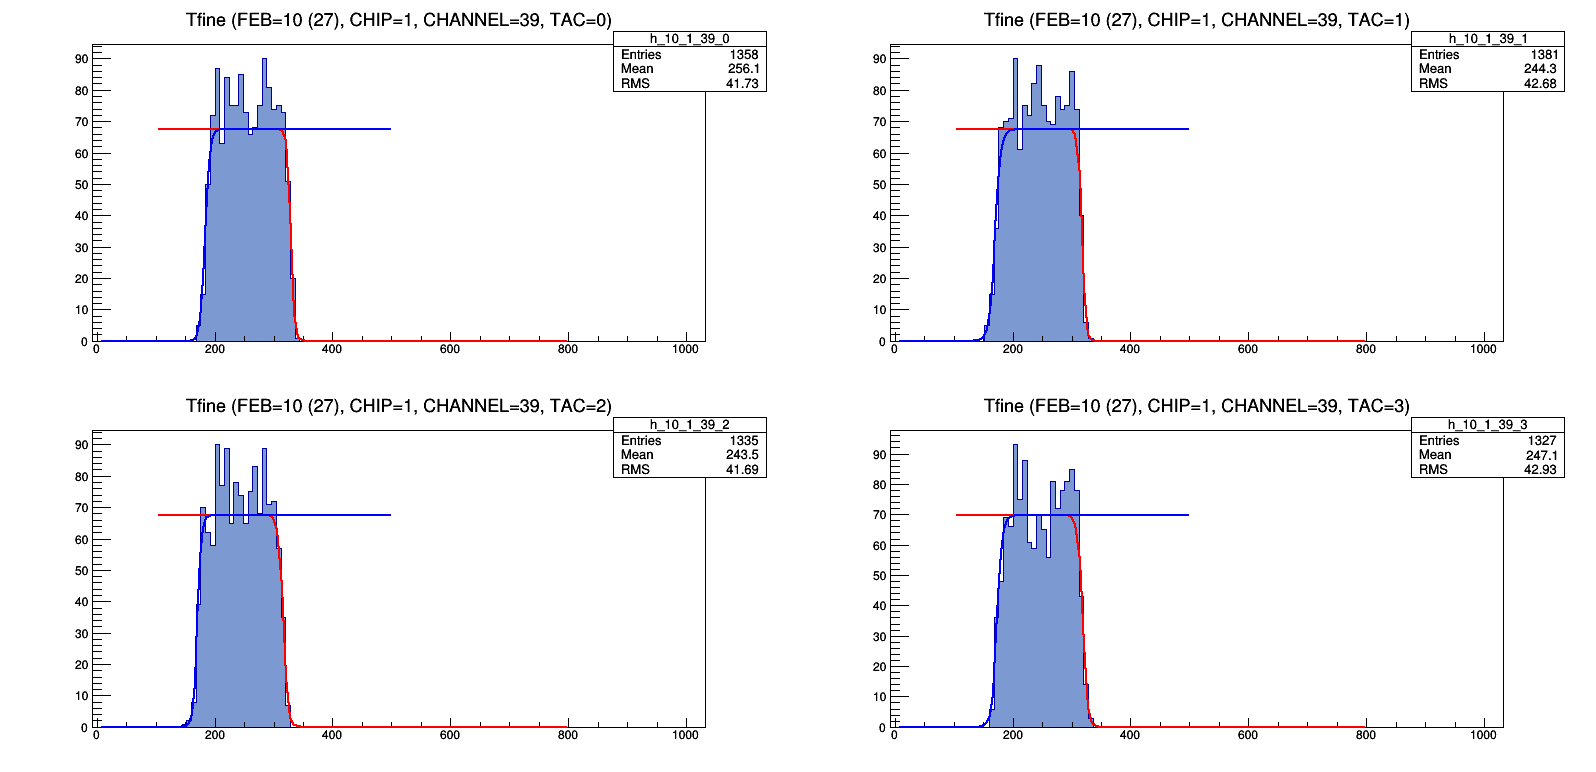 Tfine (FEB=10 (27), CHIP=1, CHANNEL=39, TAC=0)
h_10_1_39_0
Entries 1358
Mean 256.1
RMS 41.73
90
80
70
60
50
40
30
20
10
0
0 200 400 600 800 1000
Tfine (FEB=10 (27), CHIP=1, CHANNEL=39, TAC=1)
h_10_1_39_1
Entries 1381
Mean 244.3
RMS 42.68
90
80
70
60
50
40
30
20
10
0
0 200 400 600 800 1000
Tfine (FEB=10 (27), CHIP=1, CHANNEL=39, TAC=2)
h_10_1_39_2
Entries 1335
Mean 243.5
RMS 41.69
90
80
70
60
50
40
30
20
10
0
0 200 400 600 800 1000
Tfine (FEB=10 (27), CHIP=1, CHANNEL=39, TAC=3)
h_10_1_39_3
Entries 1327
Mean 247.1
RMS 42.93
90
80
70
60
50
40
30
20
10
0
0 200 400 600 800 1000